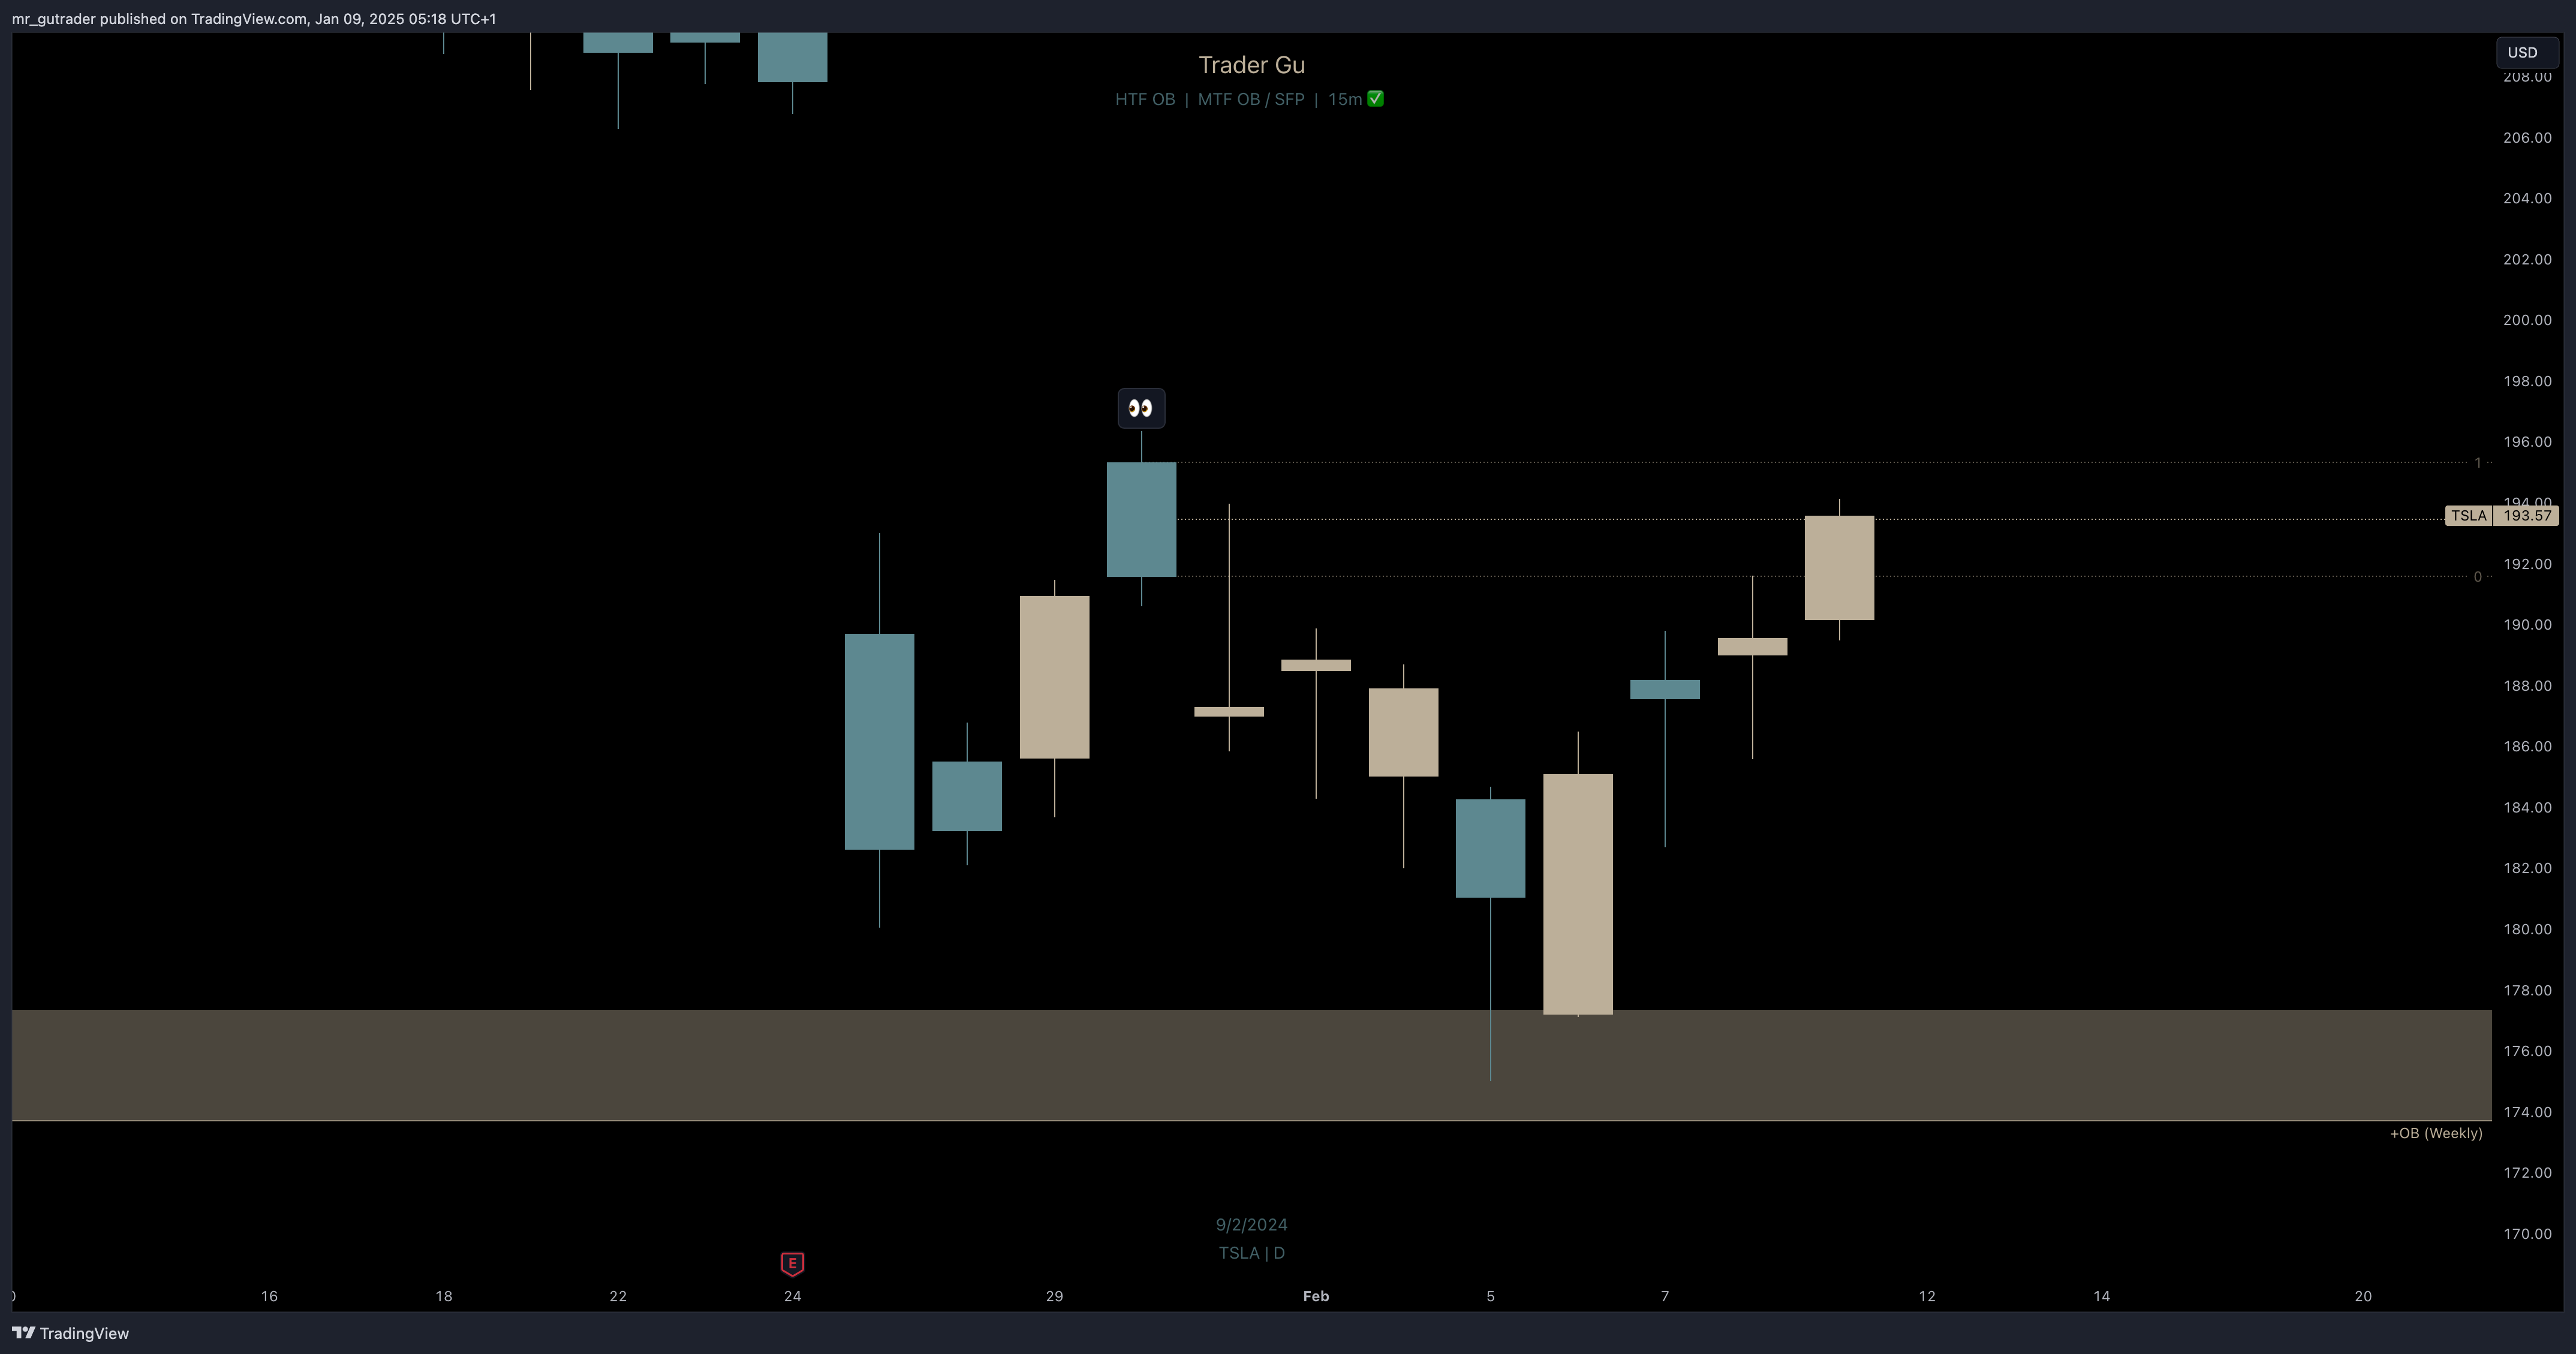 mr_gutrader published on TradingView.com, Jan 09, 2025 05:18 UTC+1
USD
Trader Gu
HTF OB | MTF OB / SFP | 15m ✅
208.00
206.00
204.00
202.00
200.00
198.00
196.00
1
194.00
TSLA 193.57
192.00
0
190.00
188.00
186.00
184.00
182.00
180.00
178.00
176.00
174.00
+OB (Weekly)
172.00
170.00
9/2/2024
TSLA | D
E
16 18 22 24 29 Feb 5 7 12 14 20
TradingView